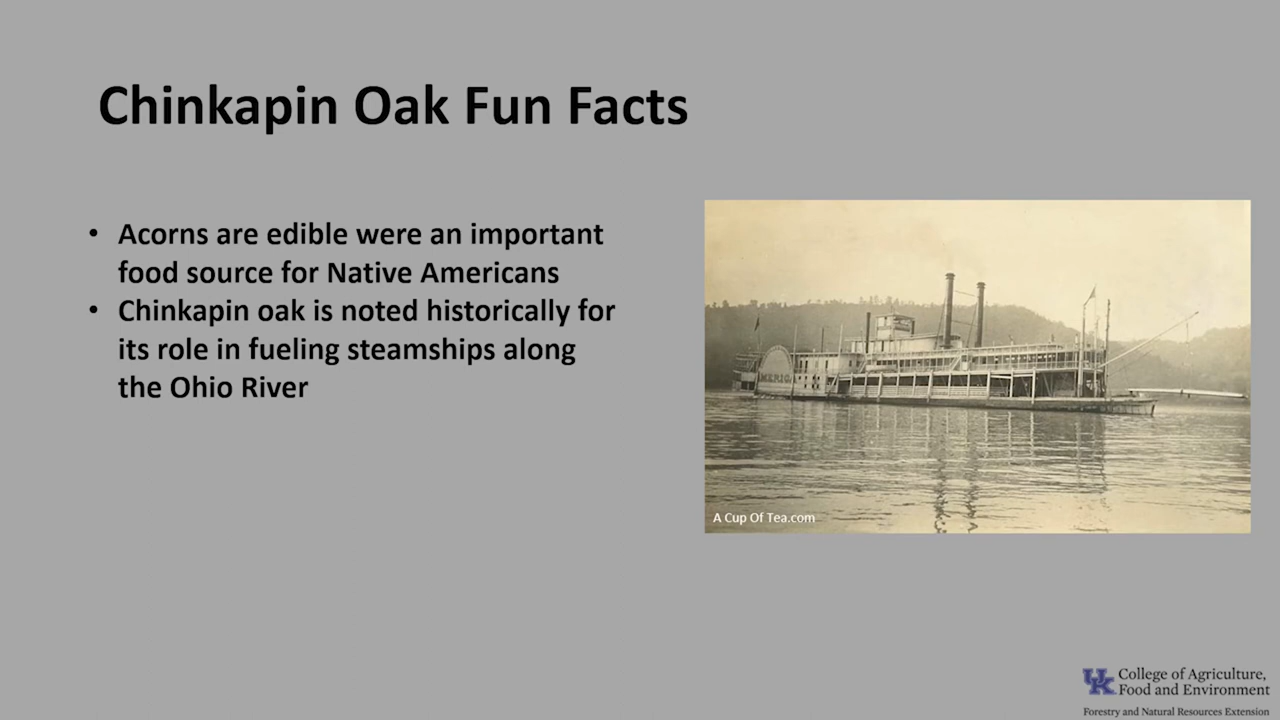 Chinkapin Oak Fun Facts
• Acorns are edible were an important
food source for Native Americans
• Chinkapin oak is noted historically for
its role in fueling steamships along
the Ohio River
A Cup Of Tea.com
UK College of Agriculture,
Food and Environment
Forestry and Natural Resources Extension